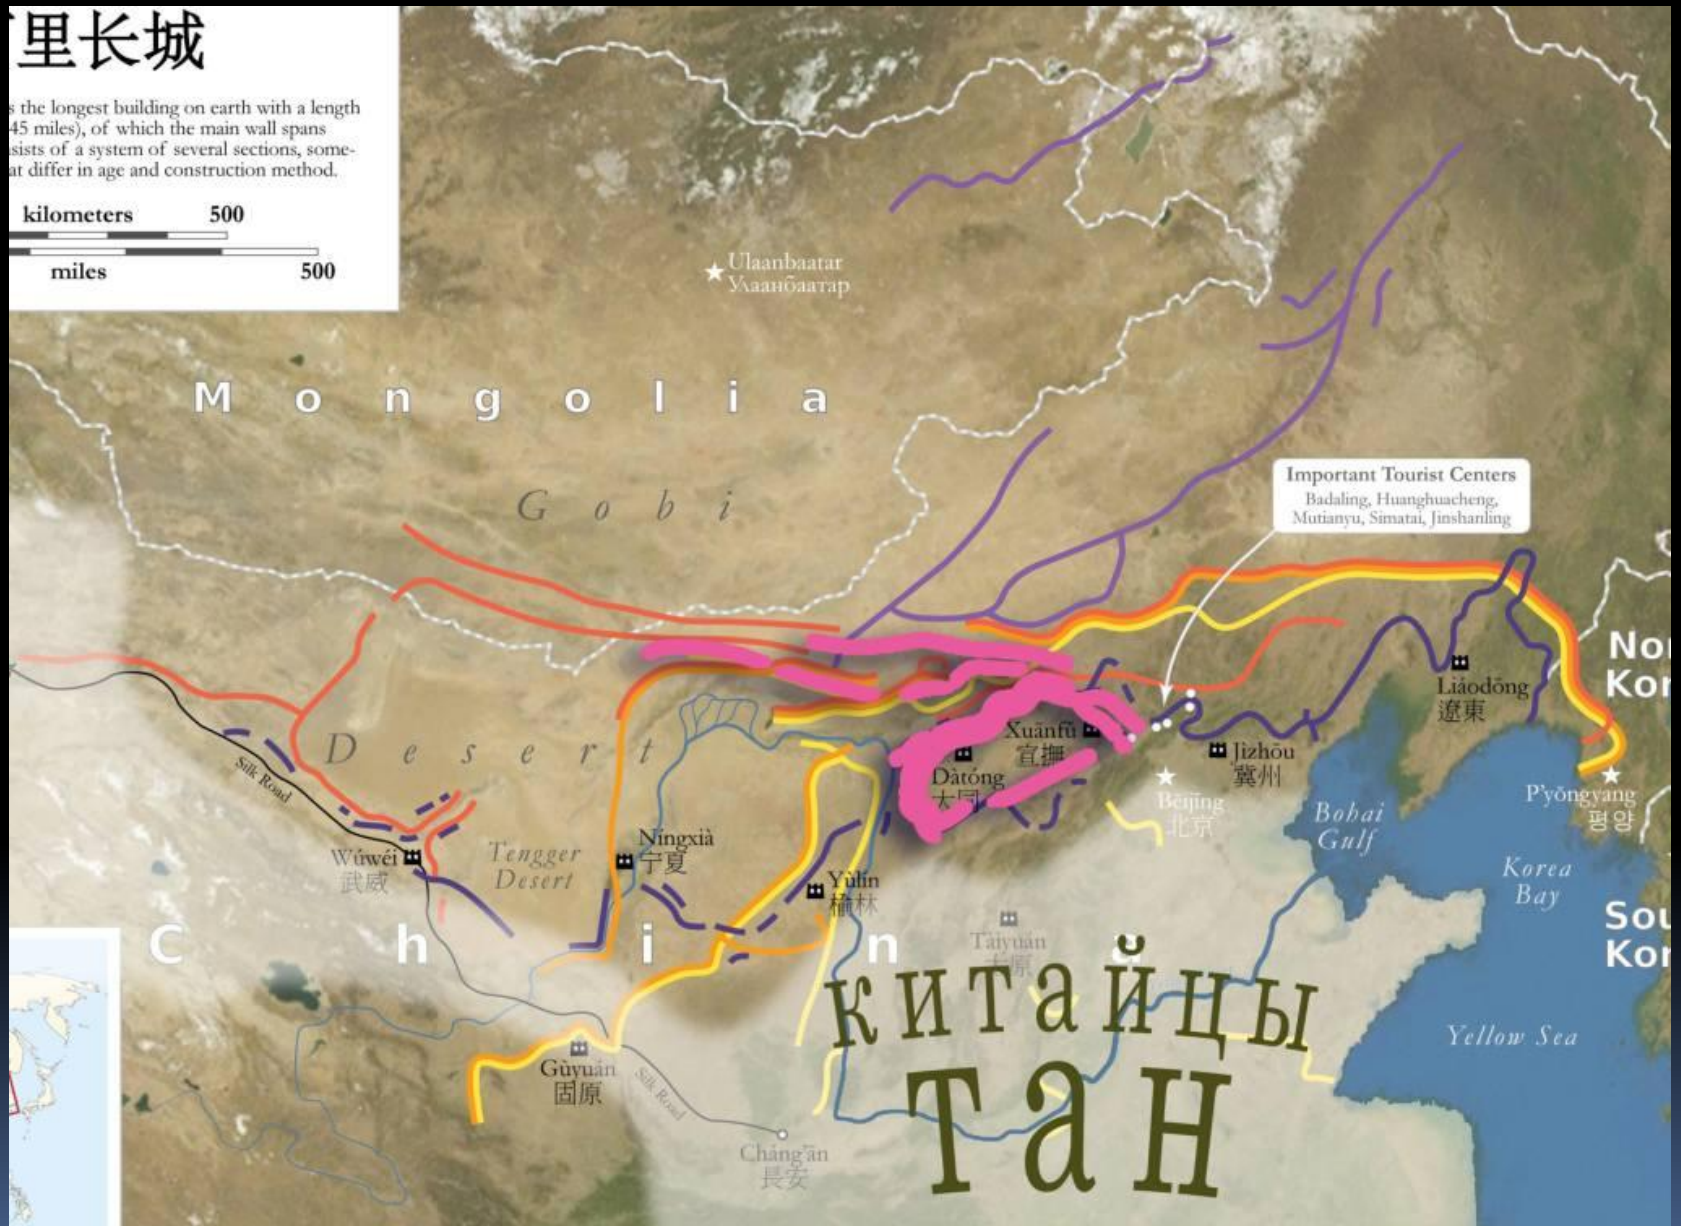 里长城
s the longest building on earth with a length
45 miles), of which the main wall spans
sists of a system of several sections, some-
at differ in age and construction method.
kilometers 500
miles 500
Ulaanbaatar
Улаанбаатар
Mongolia
Gobi
Important Tourist Centers
Badaling, Huanghuacheng,
Mutianyu, Simatai, Jinshanling
Desert
Silk Road
Wǔwēi
武威
Tengger
Desert
Níngxià
宁夏
Yùlín
榆林
Xuānfǔ
宣撫
Dàtóng
大同
Jìzhōu
冀州
Běijīng
北京
Liáodōng
遼東
Nor
Kor
P'yŏngyang
평양
Bohai
Gulf
Korea
Bay
Sou
Kor
China
Tàiyuán
太原
китайцы
тан
Yellow Sea
Gùyuán
固原
Silk Road
Cháng'ān
長安